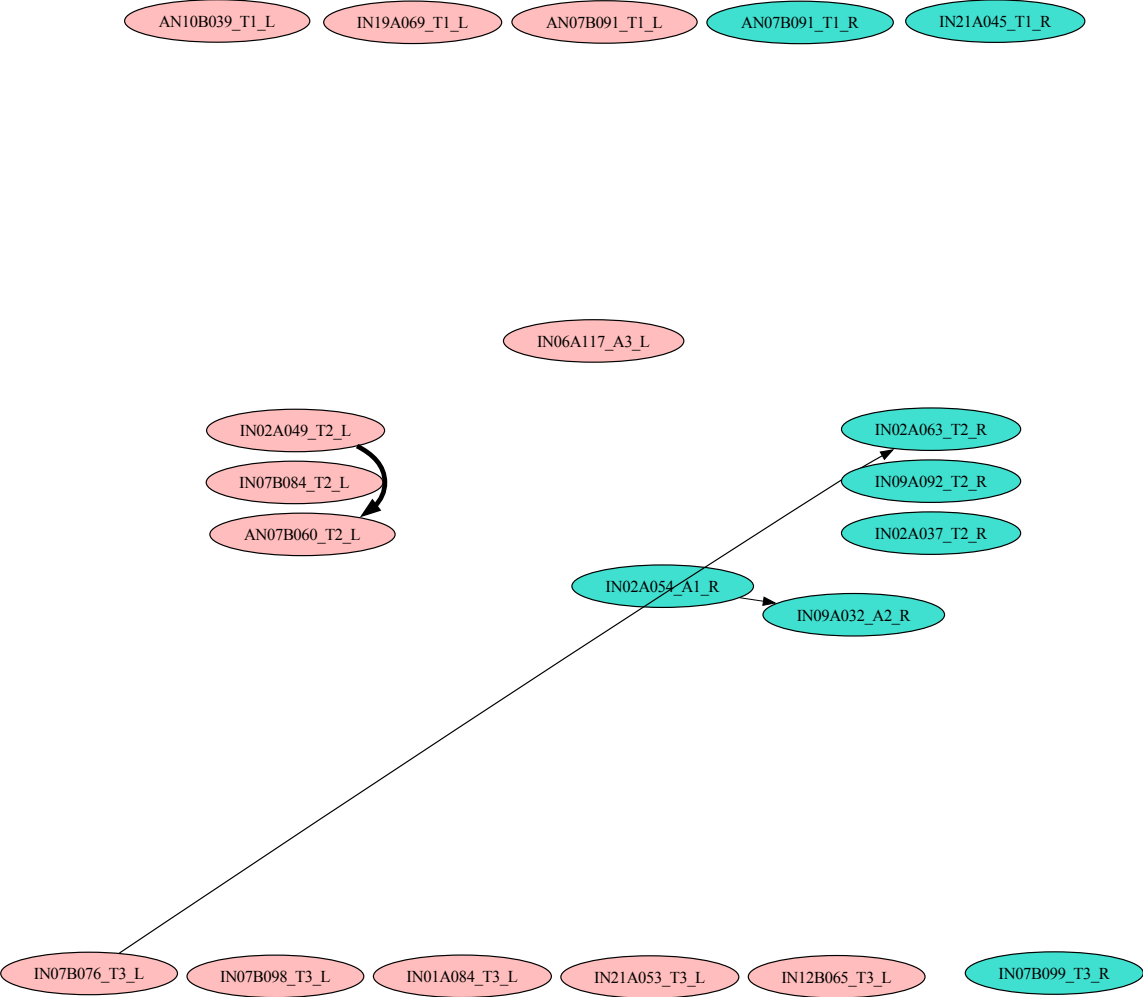 AN10B039_T1_L
IN19A069_T1_L
AN07B091_T1_L
AN07B091_T1_R
IN21A045_T1_R
IN06A117_A3_L
IN02A049_T2_L
IN02A063_T2_R
IN07B084_T2_L
IN09A092_T2_R
AN07B060_T2_L
IN02A037_T2_R
IN02A054_A1_R
IN09A032_A2_R
IN07B076_T3_L
IN07B098_T3_L
IN01A084_T3_L
IN21A053_T3_L
IN12B065_T3_L
IN07B099_T3_R